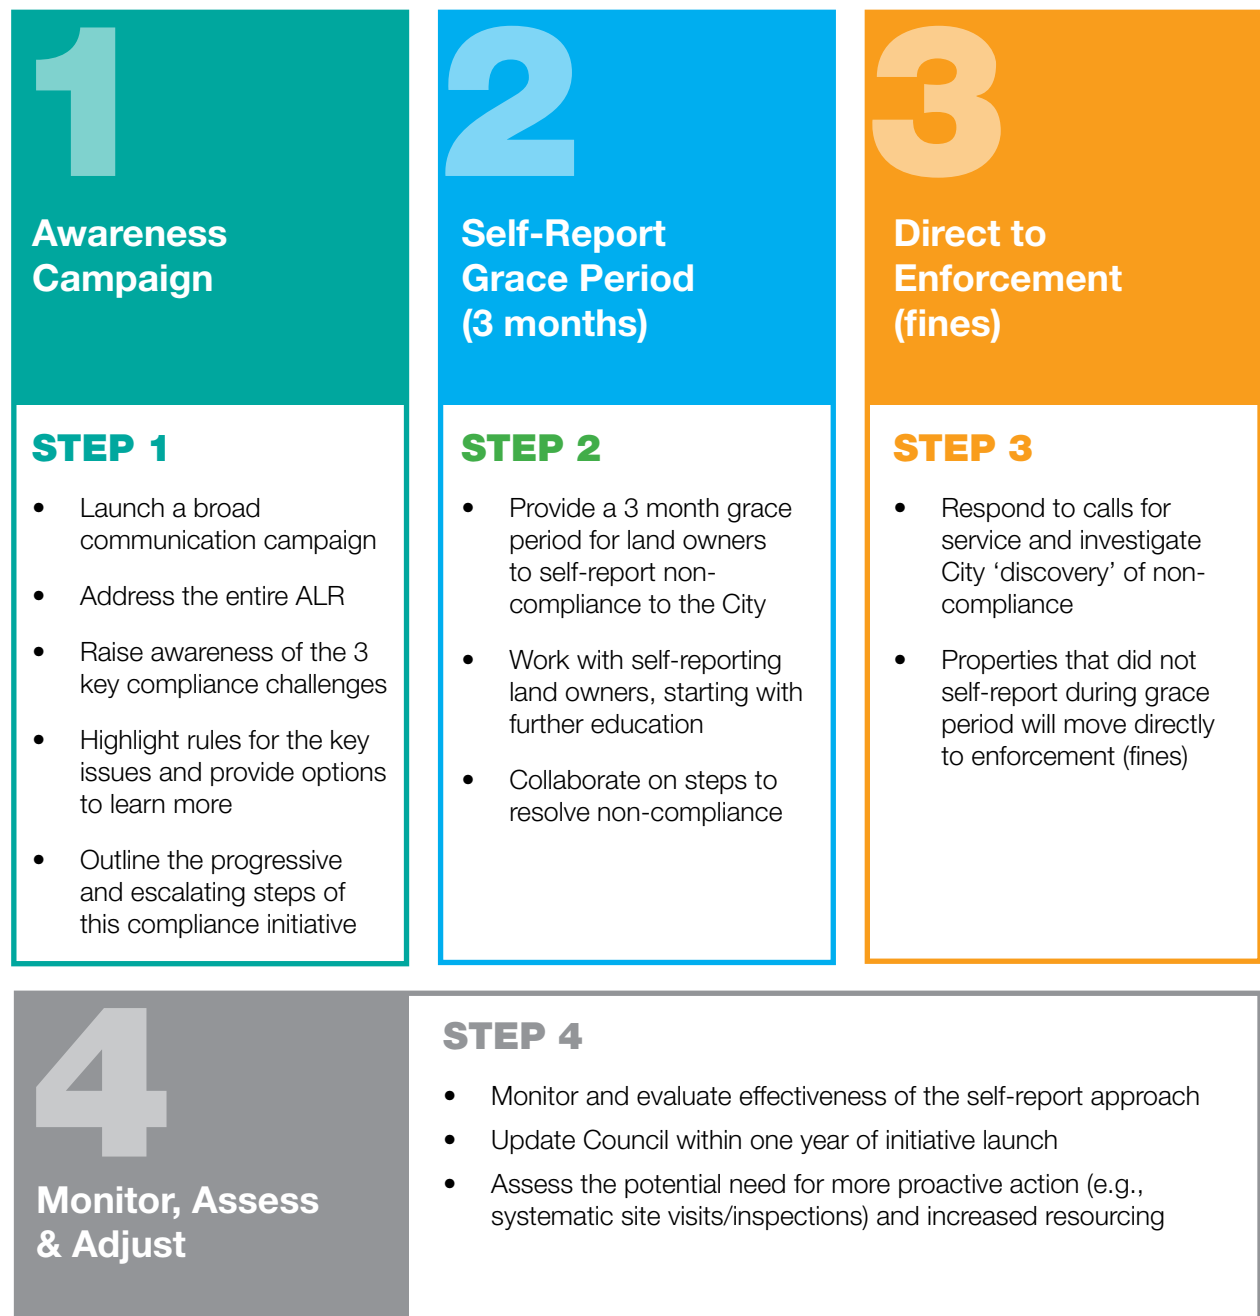 1
Awareness
Campaign
STEP 1
• Launch a broad
communication campaign
• Address the entire ALR
• Raise awareness of the 3
key compliance challenges
• Highlight rules for the key
issues and provide options
to learn more
• Outline the progressive
and escalating steps of
this compliance initiative
2
Self-Report
Grace Period
(3 months)
STEP 2
• Provide a 3 month grace
period for land owners
to self-report non-
compliance to the City
• Work with self-reporting
land owners, starting with
further education
• Collaborate on steps to
resolve non-compliance
3
Direct to
Enforcement
(fines)
STEP 3
• Respond to calls for
service and investigate
City ‘discovery’ of non-
compliance
• Properties that did not
self-report during grace
period will move directly
to enforcement (fines)
4
Monitor, Assess
& Adjust
STEP 4
• Monitor and evaluate effectiveness of the self-report approach
• Update Council within one year of initiative launch
• Assess the potential need for more proactive action (e.g.,
systematic site visits/inspections) and increased resourcing